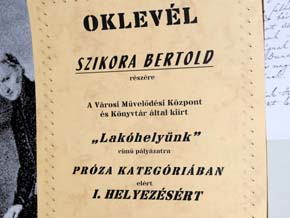 OKLEVÉL
SZIKORA BERTOLD
részére
A Városi Művelődési Központ
és Könyvtár által kiírt
„Lakóhelyünk”
című pályázatra
PRÓZA KATEGÓRIÁBAN
elért
I. HELYEZÉSÉRT